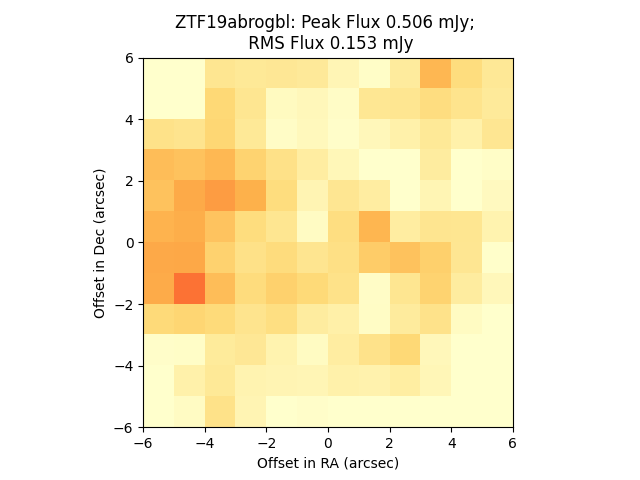 ZTF19abrogbl: Peak Flux 0.506 mJy;
RMS Flux 0.153 mJy
6
4
2
0
−2
−4
−6
Offset in Dec (arcsec)
−6 −4 −2 0 2 4 6
Offset in RA (arcsec)